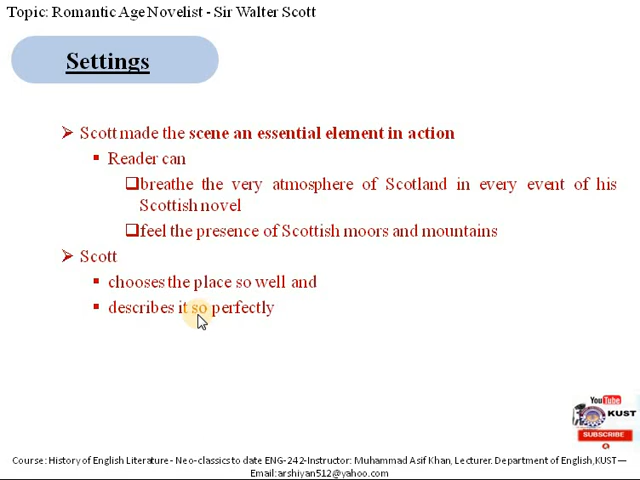 Topic: Romantic Age Novelist - Sir Walter Scott
Settings
➢ Scott made the scene an essential element in action
▪ Reader can
❑breathe the very atmosphere of Scotland in every event of his
Scottish novel
❑feel the presence of Scottish moors and mountains
➢ Scott
▪ chooses the place so well and
▪ describes it so perfectly
YouTube
KUST
SUBSCRIBE
Course: History of English Literature - Neo-classics to date ENG-242-Instructor: Muhammad Asif Khan, Lecturer. Department of English,KUST—
Email:arshiyan512@yahoo.com